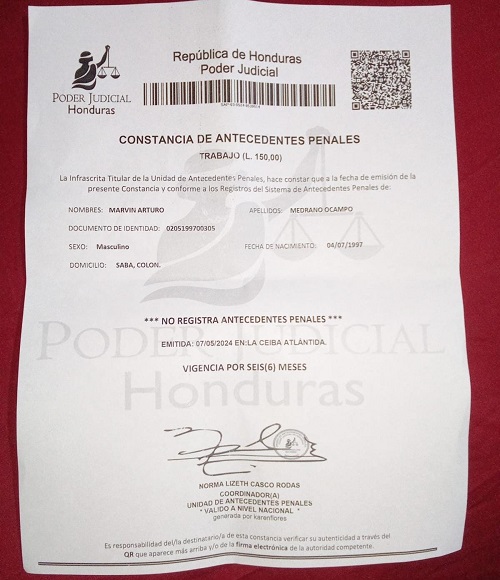 República de Honduras
Poder Judicial
PODER JUDICIAL
Honduras
CONSTANCIA DE ANTECEDENTES PENALES
TRABAJO (L. 150,00)
La Infrascrita Titular de la Unidad de Antecedentes Penales, hace constar que a la fecha de emisión de la
presente Constancia y conforme a los Registros del Sistema de Antecedentes Penales de:
NOMBRES: MARVIN ARTURO APELLIDOS: MEDRANO OCAMPO
DOCUMENTO DE IDENTIDAD: 0205199700305
SEXO: Masculino FECHA DE NACIMIENTO: 04/07/1997
DOMICILIO: SABA, COLON.
*** NO REGISTRA ANTECEDENTES PENALES ***
PODER JUDICIAL
EMITIDA: 07/05/2024 EN:LA CEIBA ATLANTIDA.
VIGENCIA POR SEIS(6) MESES
Honduras
NORMA LIZETH CASCO RODAS
COORDINADOR(A)
UNIDAD DE ANTECEDENTES PENALES
* VALIDO A NIVEL NACIONAL *
generada por karenflores
Es responsabilidad del/la destinatario/a de esta constancia verificar su autenticidad a través del
QR que aparece más arriba y/o de la firma electrónica de la autoridad competente.